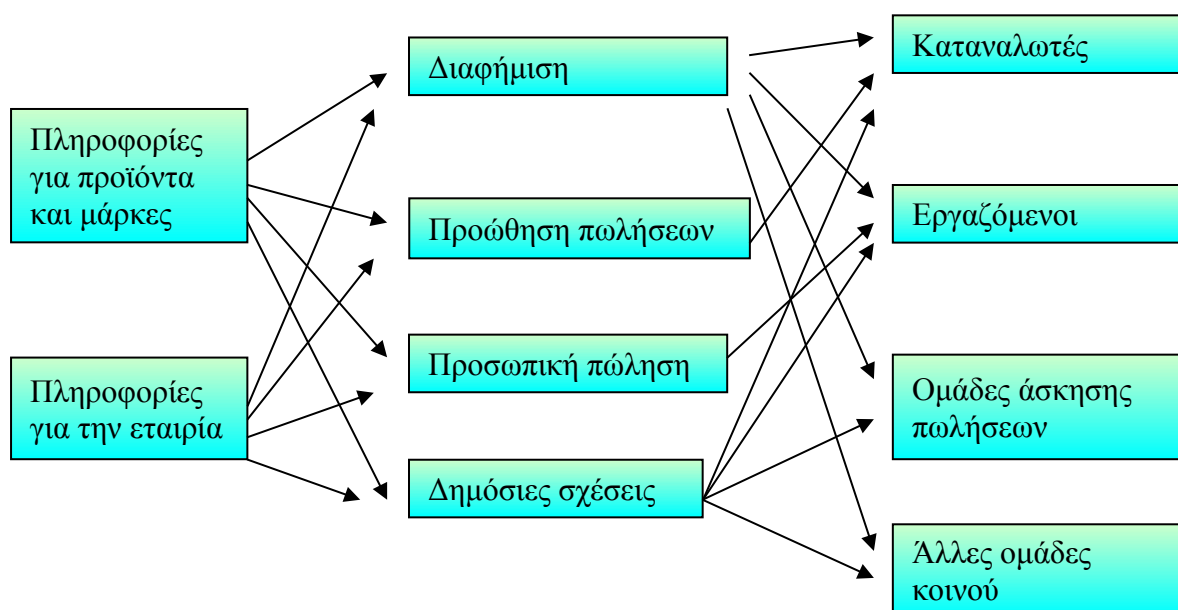 Πληροφορίες
για προϊόντα
και μάρκες
Πληροφορίες
για την εταιρία
Διαφήμιση
Προώθηση πωλήσεων
Προσωπική πώληση
Δημόσιες σχέσεις
Καταναλωτές
Εργαζόμενοι
Ομάδες άσκησης
πωλήσεων
Άλλες ομάδες
κοινού